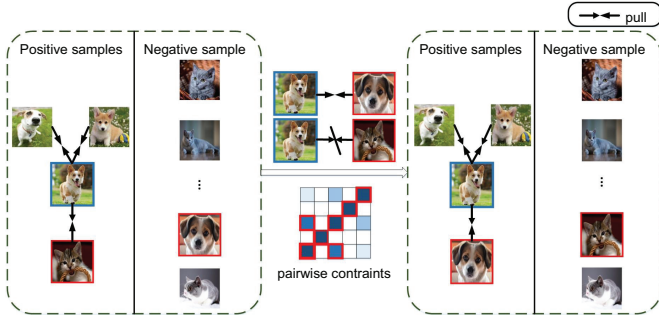 pull
Positive samples
Negative sample
Positive samples
Negative sample
...
...
pairwise contraints